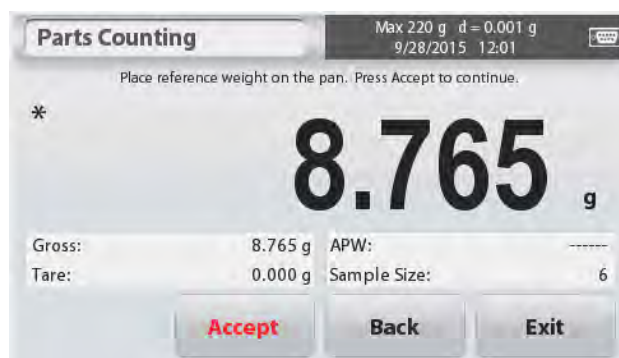 Parts Counting
Max 220 g d = 0.001 g
9/28/2015 12:01
Place reference weight on the pan. Press Accept to continue.
*
8.765 g
Gross: 8.765 g APW: ------
Tare: 0.000 g Sample Size: 6
Accept Back Exit